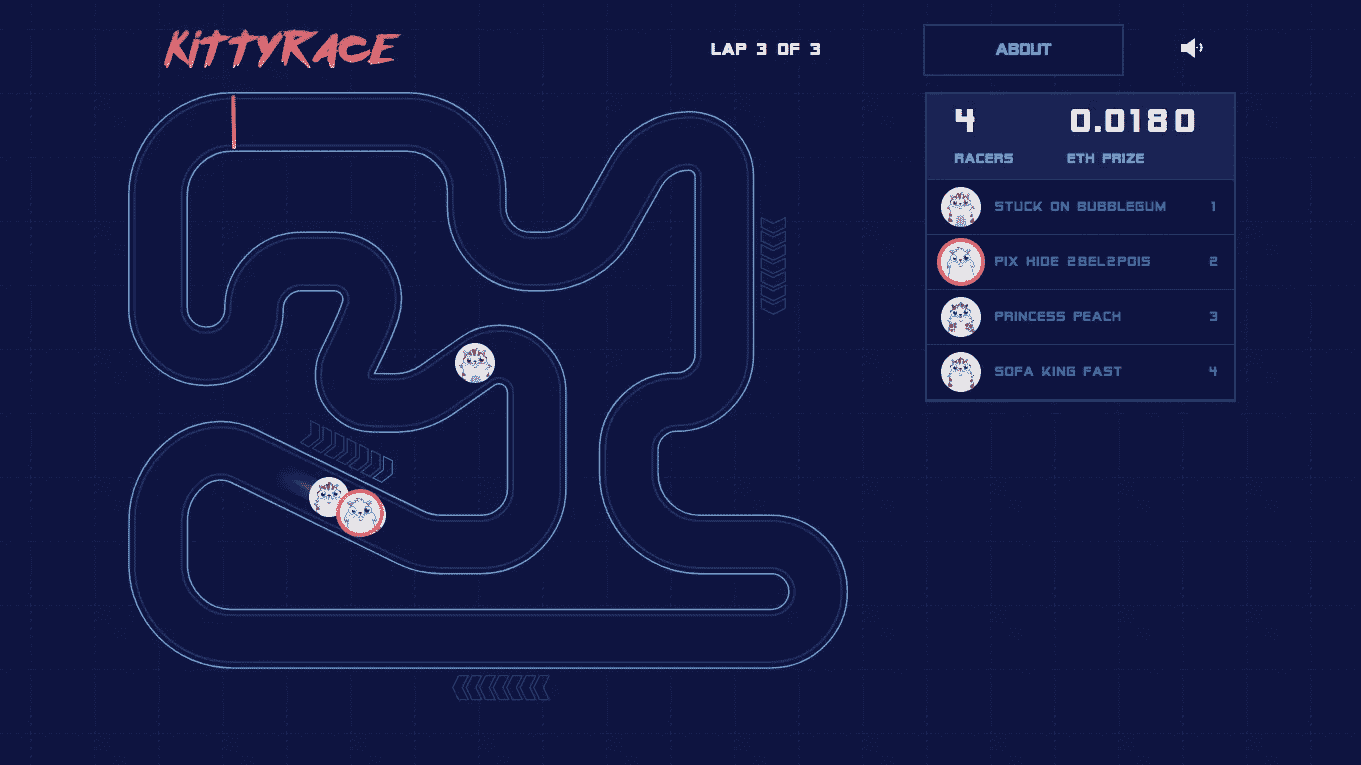 KITTYRACE
LAP 3 OF 3
ABOUT
4
0.0180
RACERS
ETH PRIZE
STUCK ON BUBBLEGUM 1
PIX HIDE 2BEL2POIS 2
PRINCESS PEACH 3
SOFA KING FAST 4